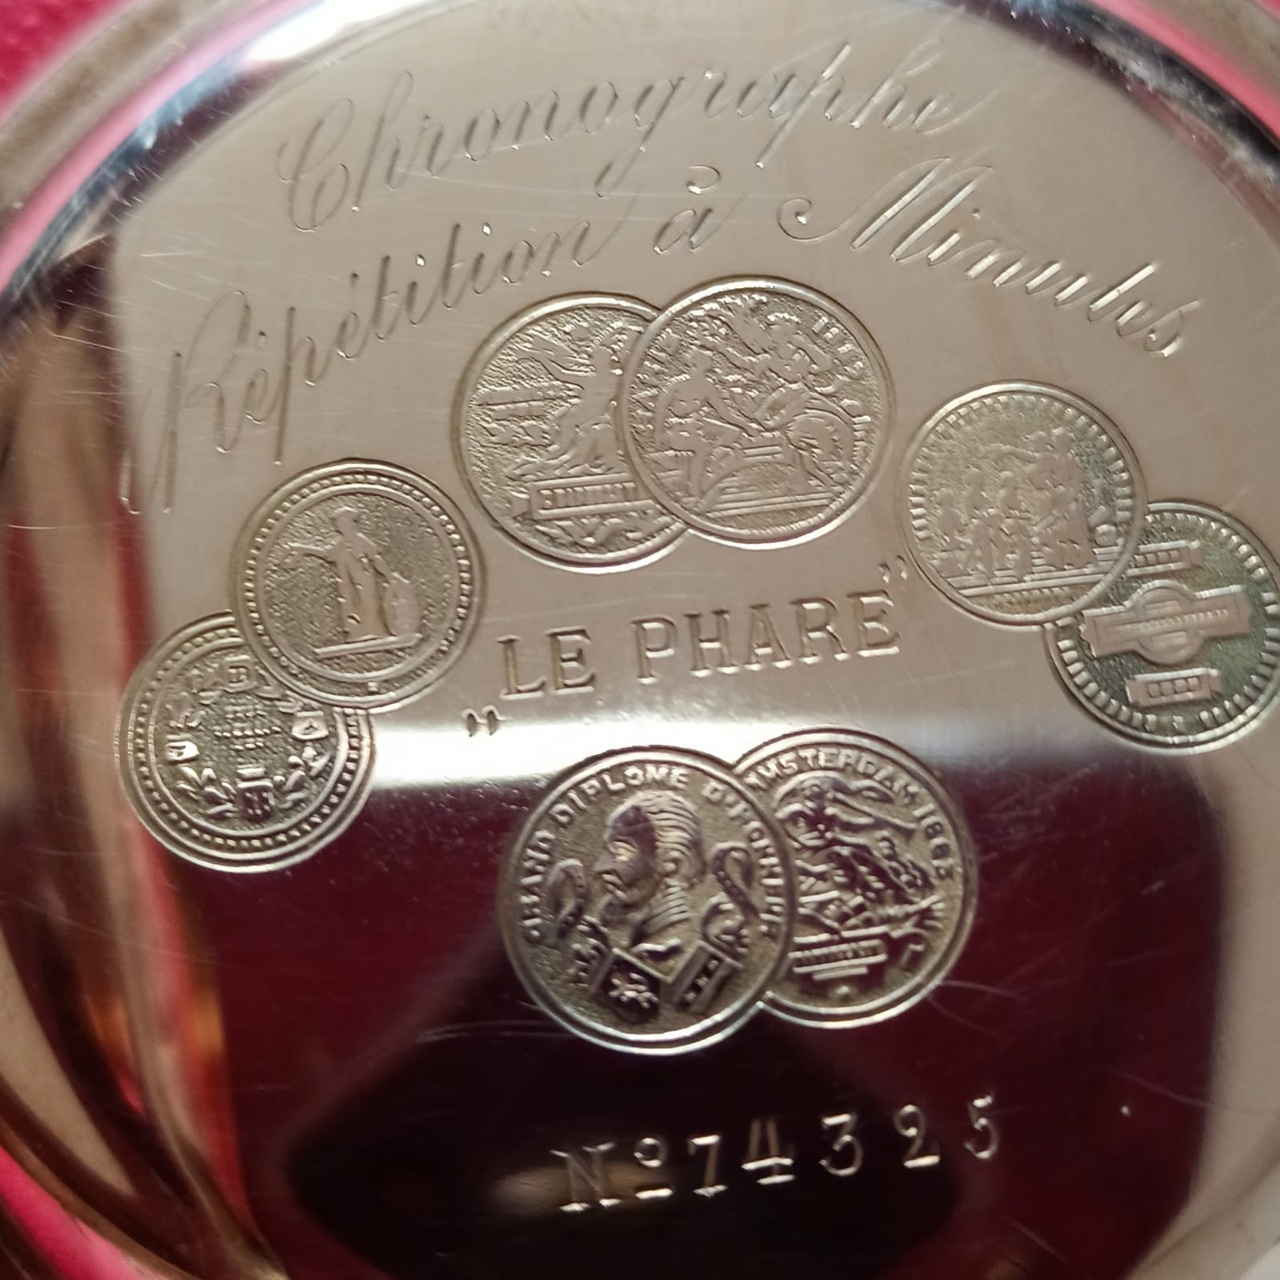 Chronographe
Répétition à Minutes
„LE PHARE”
GRAND DIPLOME D'HONNEUR
AMSTERDAM 1883
Nº 74325